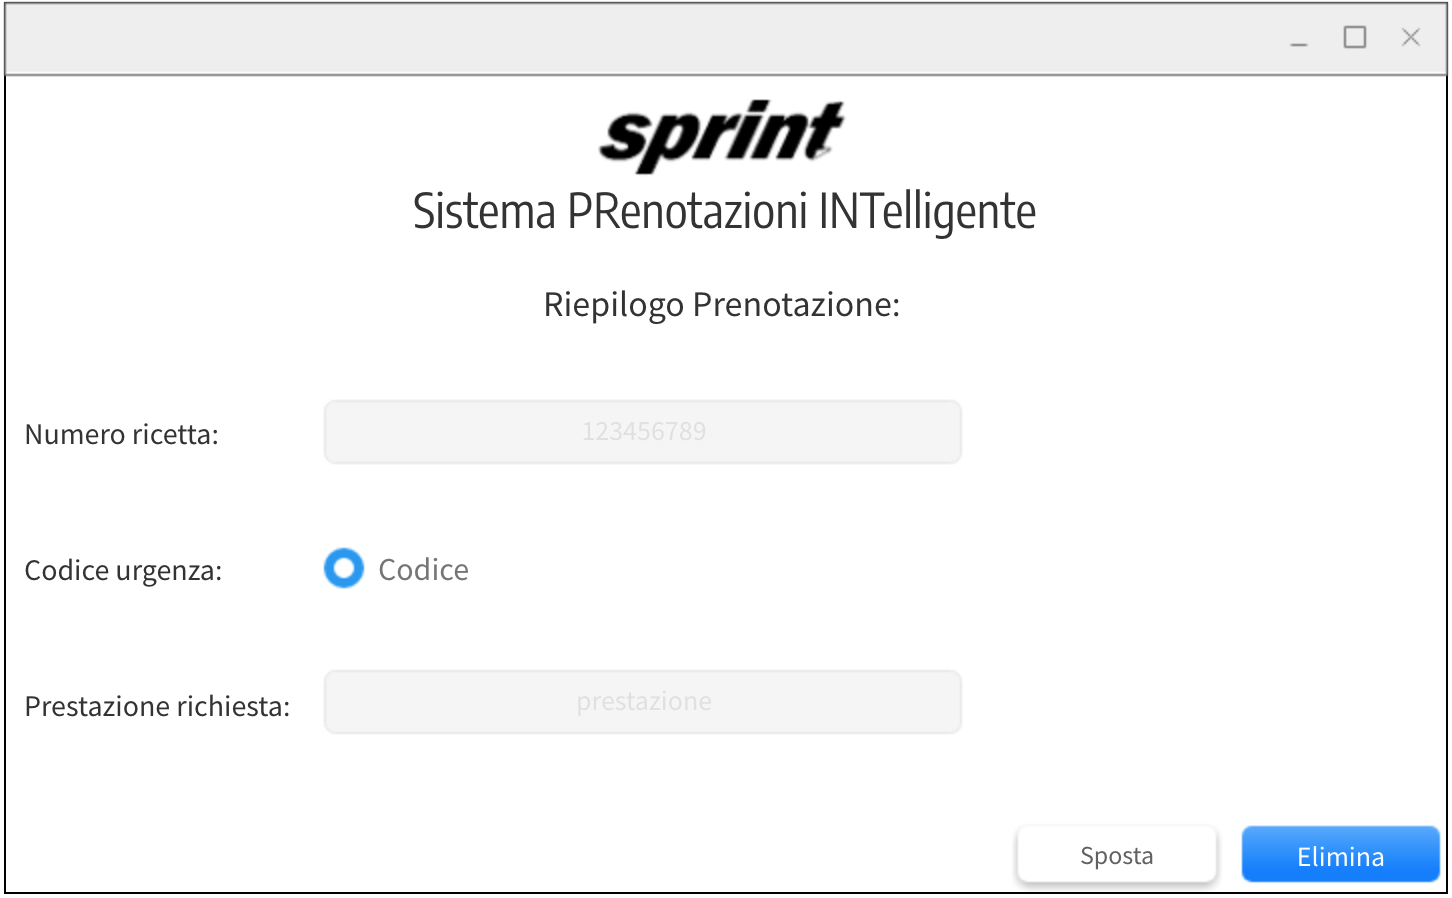 sprint
Sistema PRenotazioni INTelligente
Riepilogo Prenotazione:
Numero ricetta: 123456789
Codice urgenza: Codice
Prestazione richiesta: prestazione
Sposta Elimina